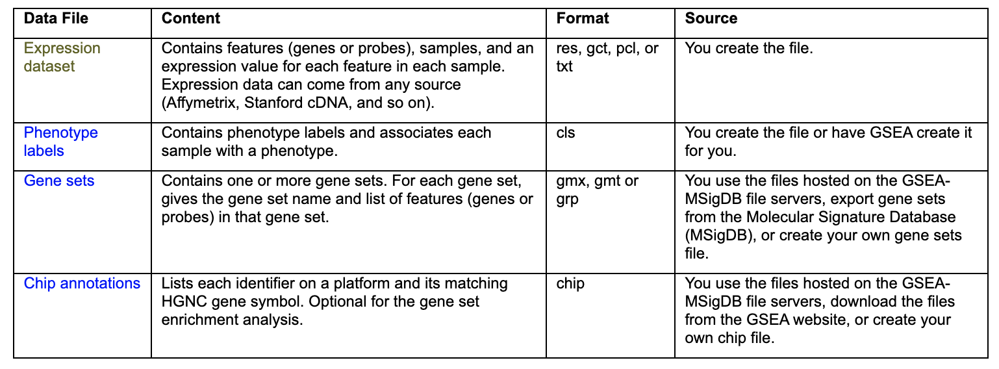 Data File
Content
Format
Source
Expression
dataset
Contains features (genes or probes), samples, and an
expression value for each feature in each sample.
Expression data can come from any source
(Affymetrix, Stanford cDNA, and so on).
res, gct, pcl, or
txt
You create the file.
Phenotype
labels
Contains phenotype labels and associates each
sample with a phenotype.
cls
You create the file or have GSEA create it
for you.
Gene sets
Contains one or more gene sets. For each gene set,
gives the gene set name and list of features (genes or
probes) in that gene set.
gmx, gmt or
grp
You use the files hosted on the GSEA-
MSigDB file servers, export gene sets
from the Molecular Signature Database
(MSigDB), or create your own gene sets
file.
Chip annotations
Lists each identifier on a platform and its matching
HGNC gene symbol. Optional for the gene set
enrichment analysis.
chip
You use the files hosted on the GSEA-
MSigDB file servers, download the files
from the GSEA website, or create your
own chip file.